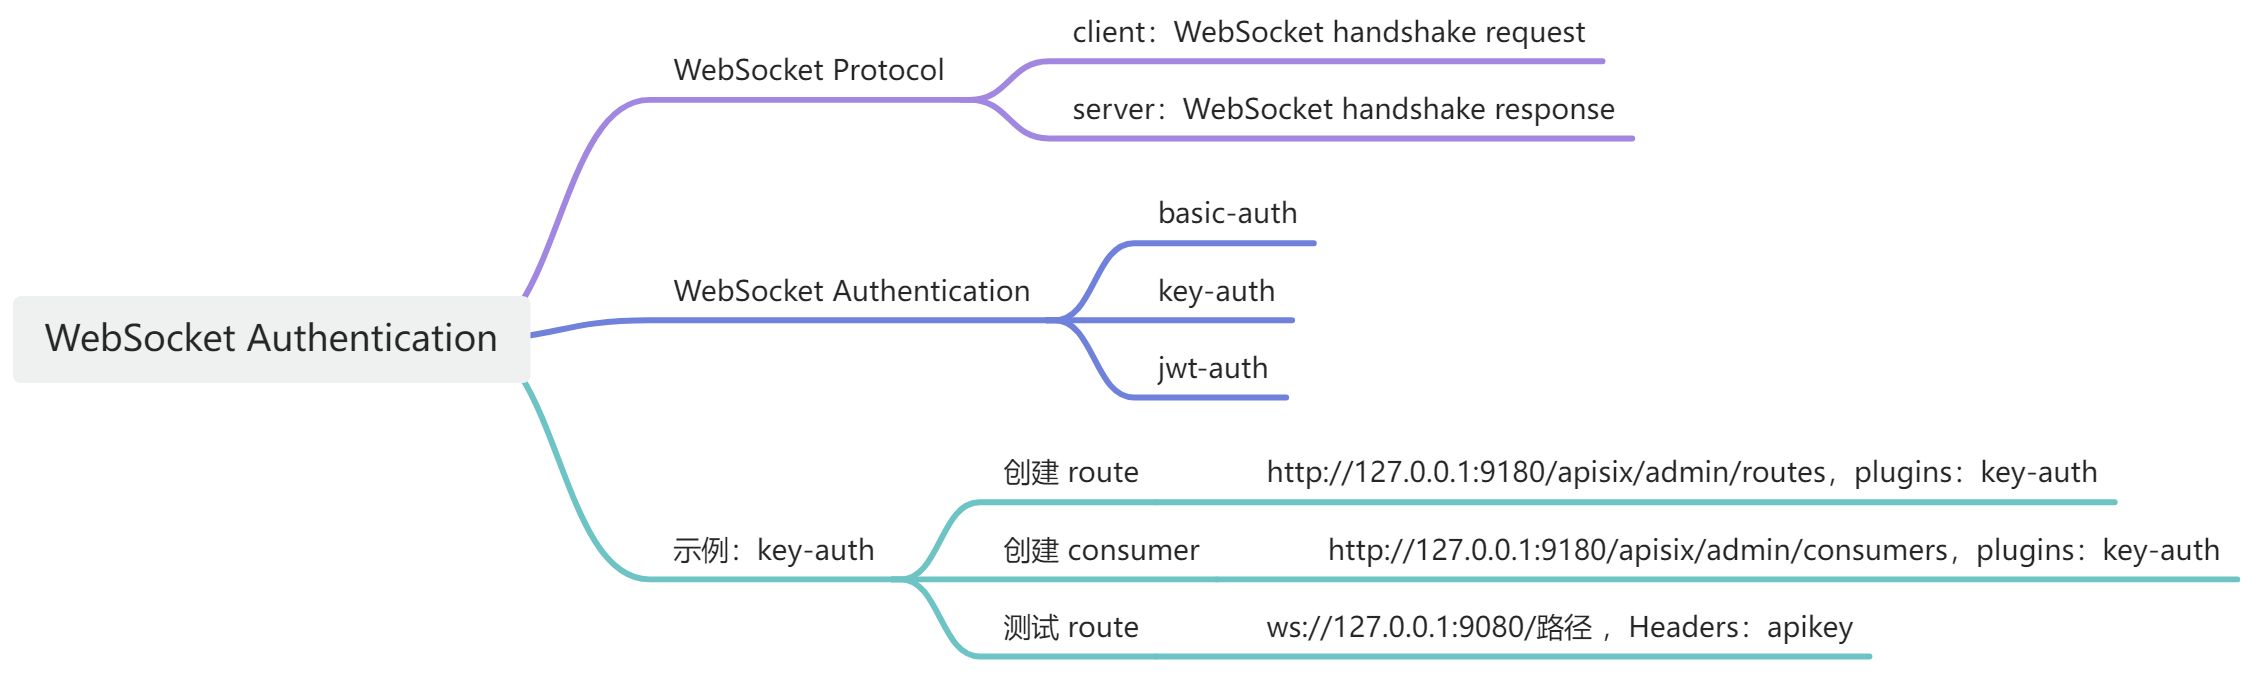 WebSocket Authentication
WebSocket Protocol
client：WebSocket handshake request
server：WebSocket handshake response
WebSocket Authentication
basic-auth
key-auth
jwt-auth
示例：key-auth
创建 route
http://127.0.0.1:9180/apisix/admin/routes，plugins：key-auth
创建 consumer
http://127.0.0.1:9180/apisix/admin/consumers，plugins：key-auth
测试 route
ws://127.0.0.1:9080/路径 ，Headers：apikey